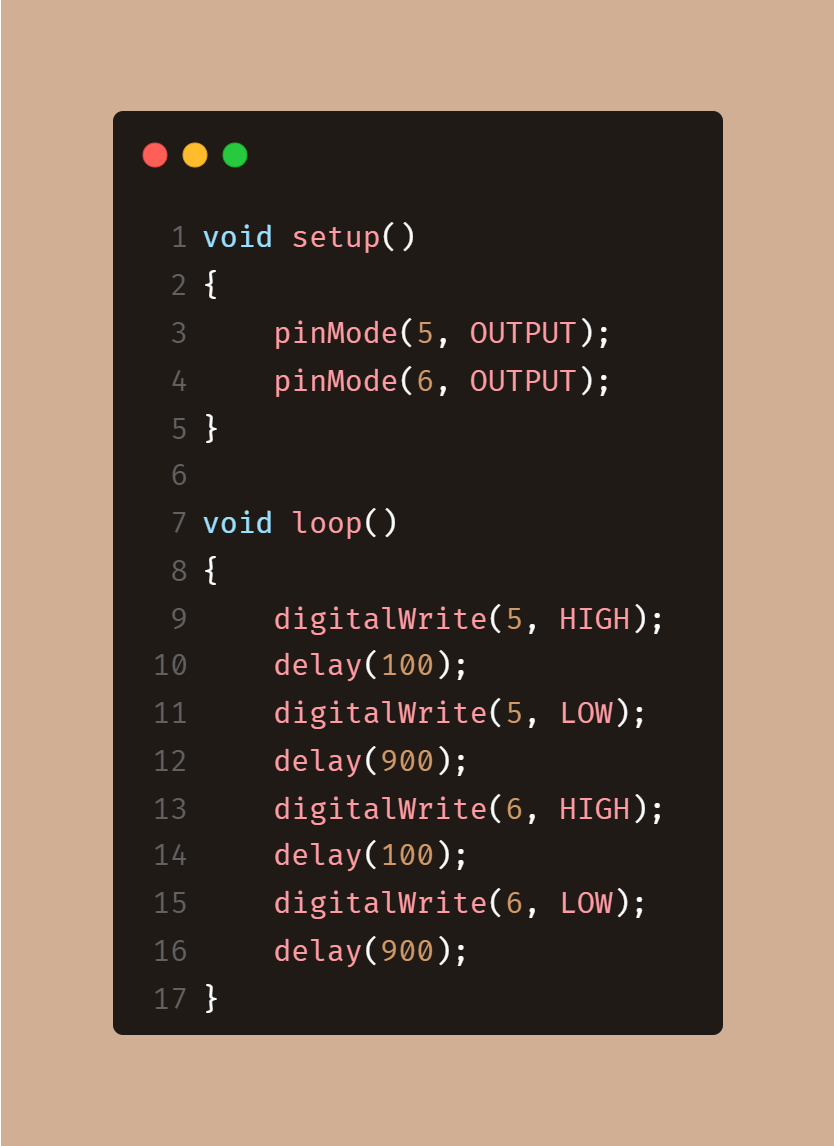 1 void setup()
2 {
3     pinMode(5, OUTPUT);
4     pinMode(6, OUTPUT);
5 }
6
7 void loop()
8 {
9     digitalWrite(5, HIGH);
10     delay(100);
11     digitalWrite(5, LOW);
12     delay(900);
13     digitalWrite(6, HIGH);
14     delay(100);
15     digitalWrite(6, LOW);
16     delay(900);
17 }